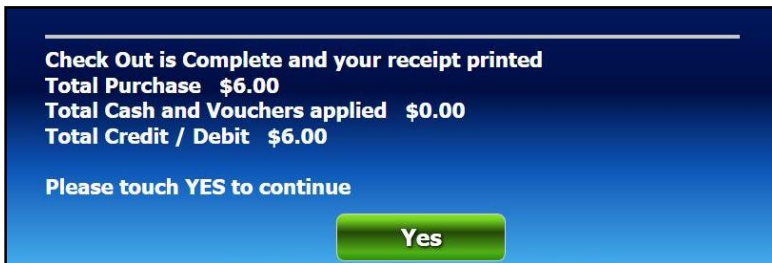 Check Out is Complete and your receipt printed
Total Purchase $6.00
Total Cash and Vouchers applied $0.00
Total Credit / Debit $6.00
Please touch YES to continue
Yes